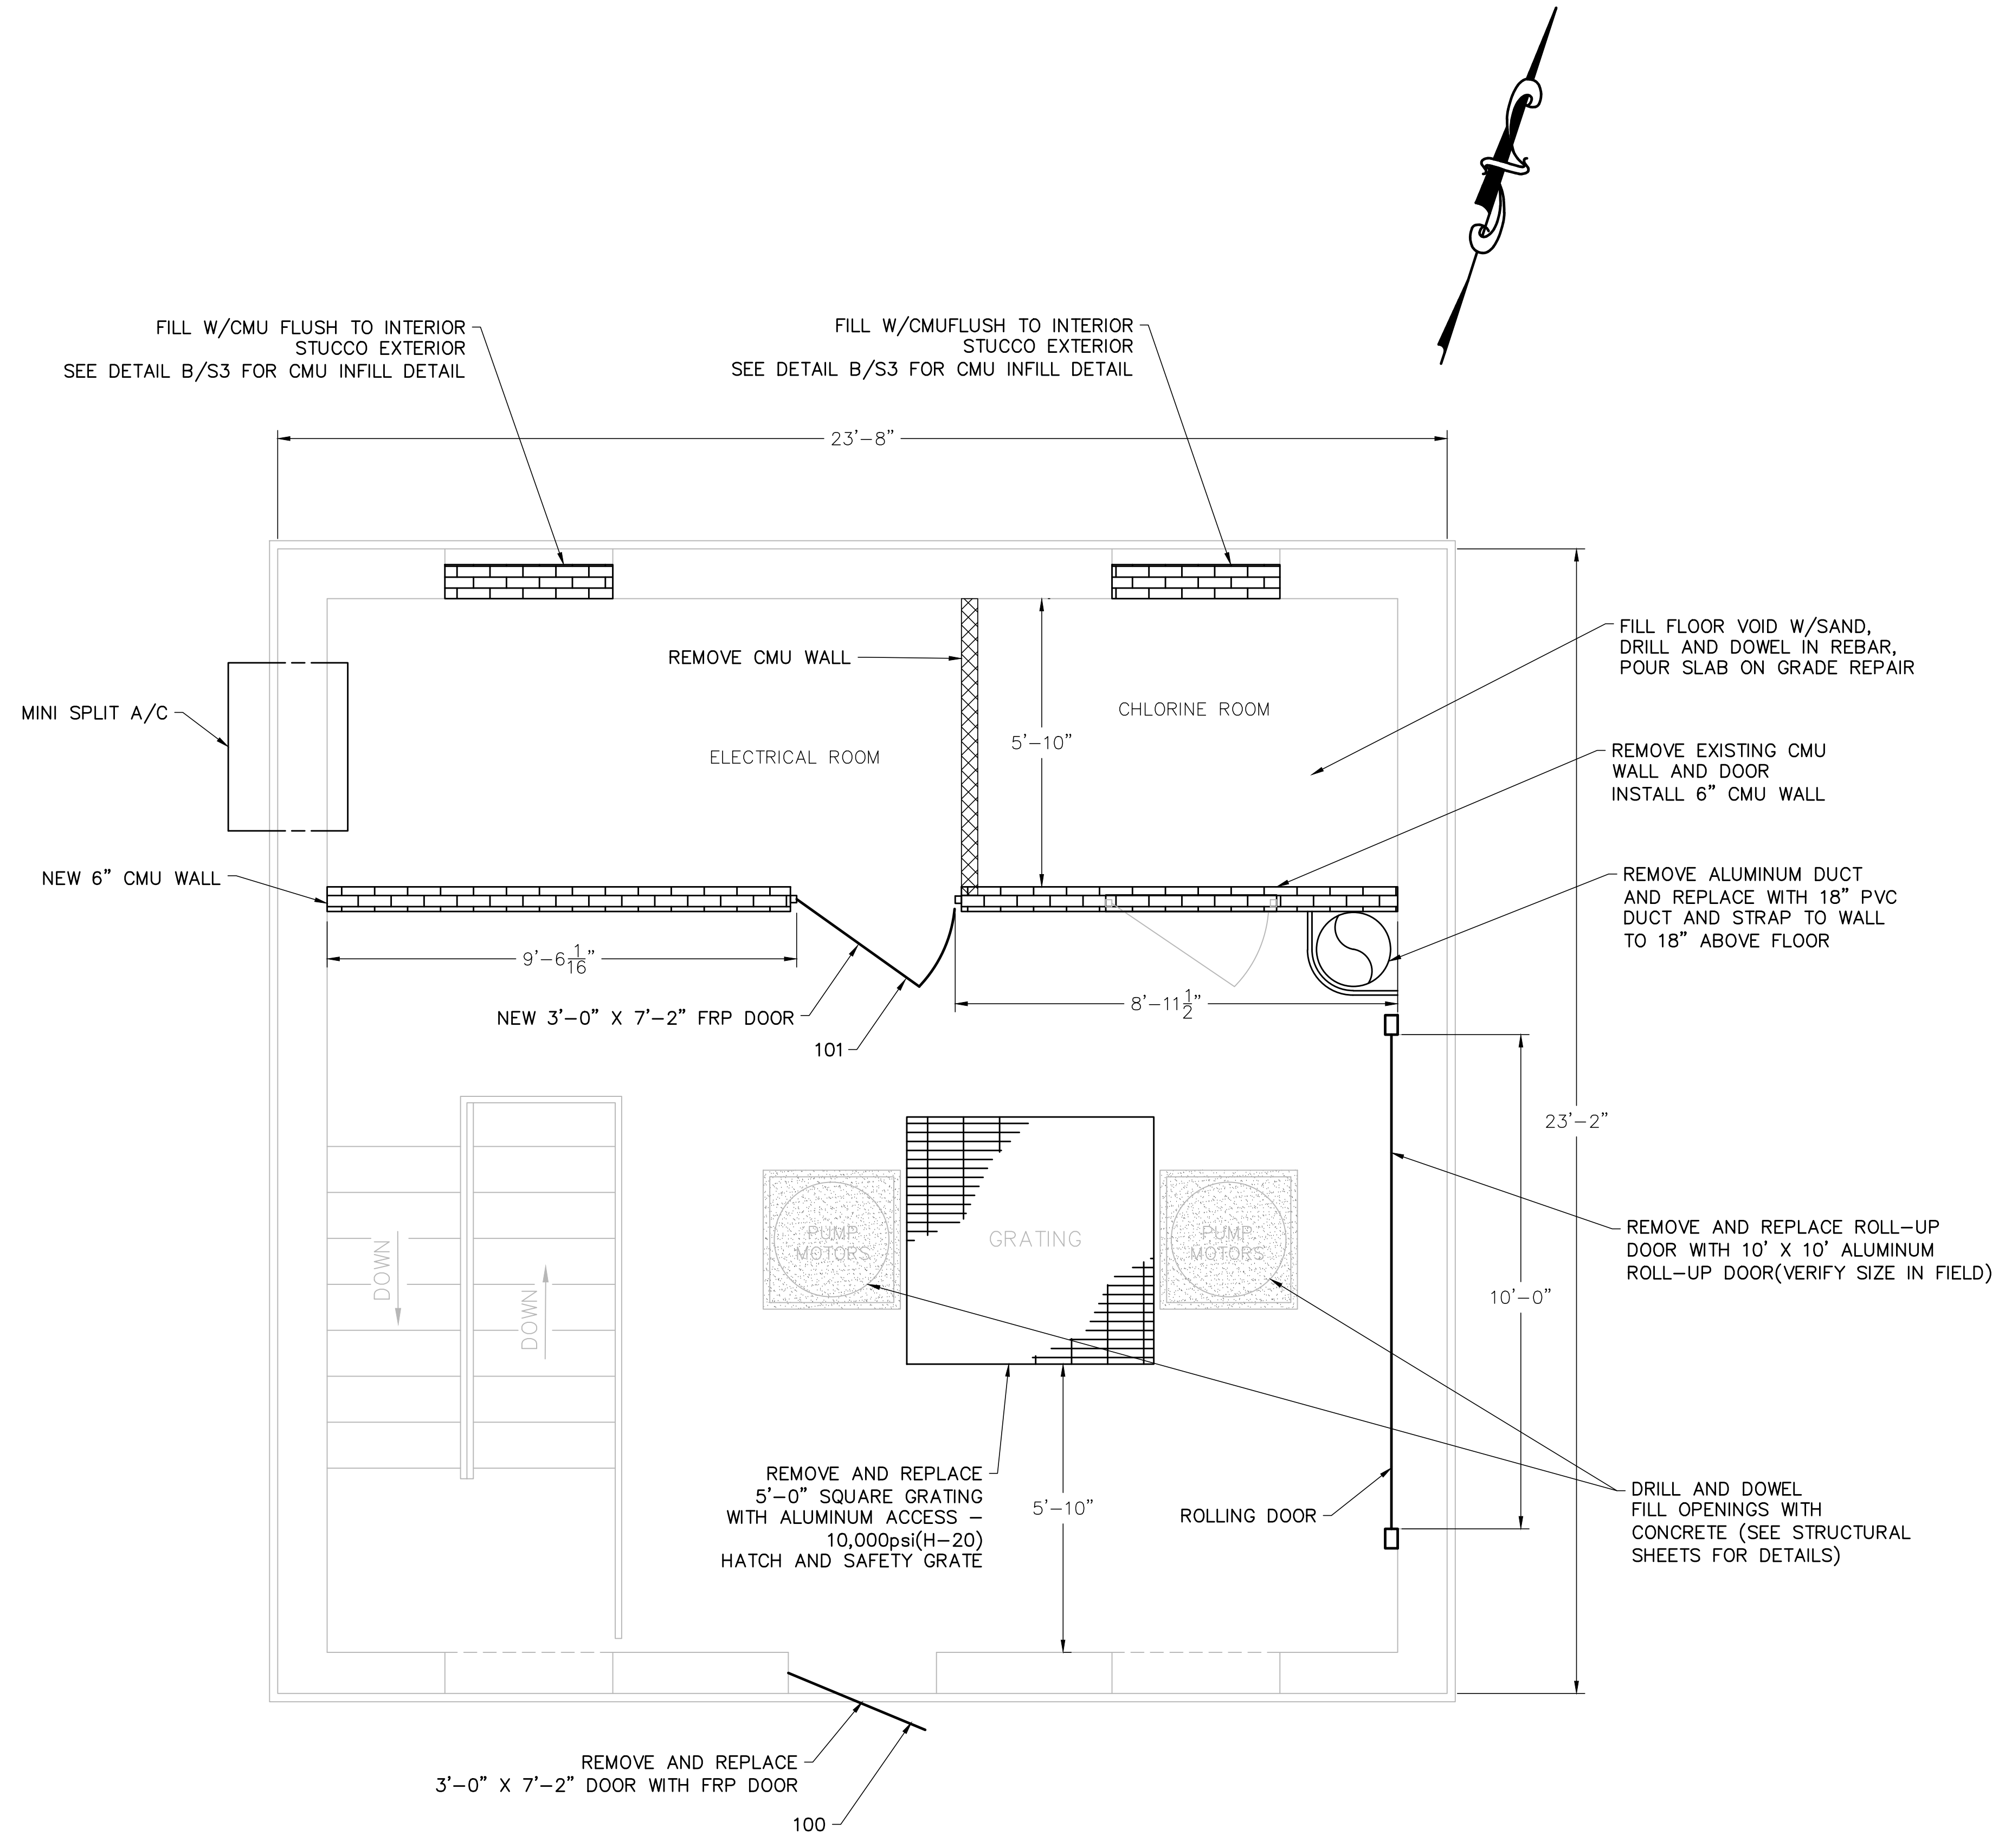 FILL W/CMU FLUSH TO INTERIOR
STUCCO EXTERIOR
SEE DETAIL B/S3 FOR CMU INFILL DETAIL
FILL W/CMUFLUSH TO INTERIOR
STUCCO EXTERIOR
SEE DETAIL B/S3 FOR CMU INFILL DETAIL
23'-8"
REMOVE CMU WALL
FILL FLOOR VOID W/SAND,
DRILL AND DOWEL IN REBAR,
POUR SLAB ON GRADE REPAIR
MINI SPLIT A/C
CHLORINE ROOM
5'-10"
ELECTRICAL ROOM
REMOVE EXISTING CMU
WALL AND DOOR
INSTALL 6" CMU WALL
NEW 6" CMU WALL
REMOVE ALUMINUM DUCT
AND REPLACE WITH 18" PVC
DUCT AND STRAP TO WALL
TO 18" ABOVE FLOOR
9'-6 1/16"
8'-11 1/2"
NEW 3'-0" X 7'-2" FRP DOOR
101
23'-2"
PUMP
MOTORS
GRATING
PUMP
MOTORS
DOWN
DOWN
REMOVE AND REPLACE ROLL-UP
DOOR WITH 10' X 10' ALUMINUM
ROLL-UP DOOR(VERIFY SIZE IN FIELD)
10'-0"
REMOVE AND REPLACE
5'-0" SQUARE GRATING
WITH ALUMINUM ACCESS -
10,000psi(H-20)
HATCH AND SAFETY GRATE
5'-10"
ROLLING DOOR
DRILL AND DOWEL
FILL OPENINGS WITH
CONCRETE (SEE STRUCTURAL
SHEETS FOR DETAILS)
REMOVE AND REPLACE
3'-0" X 7'-2" DOOR WITH FRP DOOR
100